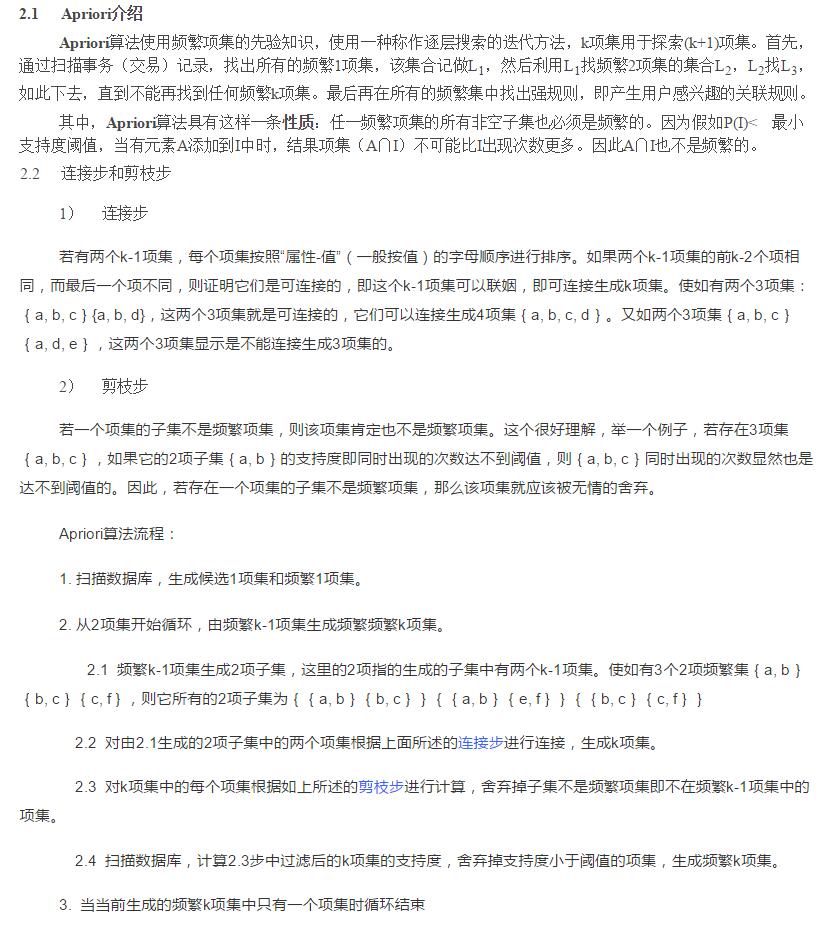 2.1 Apriori介绍
Apriori算法使用频繁项集的先验知识，使用一种称作逐层搜索的迭代方法，k项集用于探索(k+1)项集。首先，
通过扫描事务（交易）记录，找出所有的频繁1项集，该集合记做L1，然后利用L1找频繁2项集的集合L2，L2找L3，
如此下去，直到不能再找到任何频繁k项集。最后再在所有的频繁集中找出强规则，即产生用户感兴趣的关联规则。
其中，Apriori算法具有这样一条性质：任一频繁项集的所有非空子集也必须是频繁的。因为假如P(I)< 最小
支持度阈值，当有元素A添加到I中时，结果项集（A∩I）不可能比I出现次数更多。因此A∩I也不是频繁的。
2.2 连接步和剪枝步
1） 连接步
若有两个k-1项集，每个项集按照“属性-值”（一般按值）的字母顺序进行排序。如果两个k-1项集的前k-2个项相
同，而最后一个项不同，则证明它们是可连接的，即这个k-1项集可以联姻，即可连接生成k项集。使如有两个3项集：
｛a, b, c｝{a, b, d}，这两个3项集就是可连接的，它们可以连接生成4项集｛a, b, c, d｝。又如两个3项集｛a, b, c｝
｛a, d, e｝，这两个3项集显示是不能连接生成3项集的。
2） 剪枝步
若一个项集的子集不是频繁项集，则该项集肯定也不是频繁项集。这个很好理解，举一个例子，若存在3项集
｛a, b, c｝，如果它的2项子集｛a, b｝的支持度即同时出现的次数达不到阈值，则｛a, b, c｝同时出现的次数显然也是
达不到阈值的。因此，若存在一个项集的子集不是频繁项集，那么该项集就应该被无情的舍弃。
Apriori算法流程：
1. 扫描数据库，生成候选1项集和频繁1项集。
2. 从2项集开始循环，由频繁k-1项集生成频繁频繁k项集。
2.1 频繁k-1项集生成2项子集，这里的2项指的生成的子集中有两个k-1项集。使如有3个2项频繁集｛a, b｝
｛b, c｝｛c, f｝，则它所有的2项子集为｛｛a, b｝｛b, c｝｝｛｛a, b｝｛e, f｝｝｛｛b, c｝｛c, f｝｝
2.2 对由2.1生成的2项子集中的两个项集根据上面所述的连接步进行连接，生成k项集。
2.3 对k项集中的每个项集根据如上所述的剪枝步进行计算，舍弃掉子集不是频繁项集即不在频繁k-1项集中的
项集。
2.4 扫描数据库，计算2.3步中过滤后的k项集的支持度，舍弃掉支持度小于阈值的项集，生成频繁k项集。
3. 当当前生成的频繁k项集中只有一个项集时循环结束